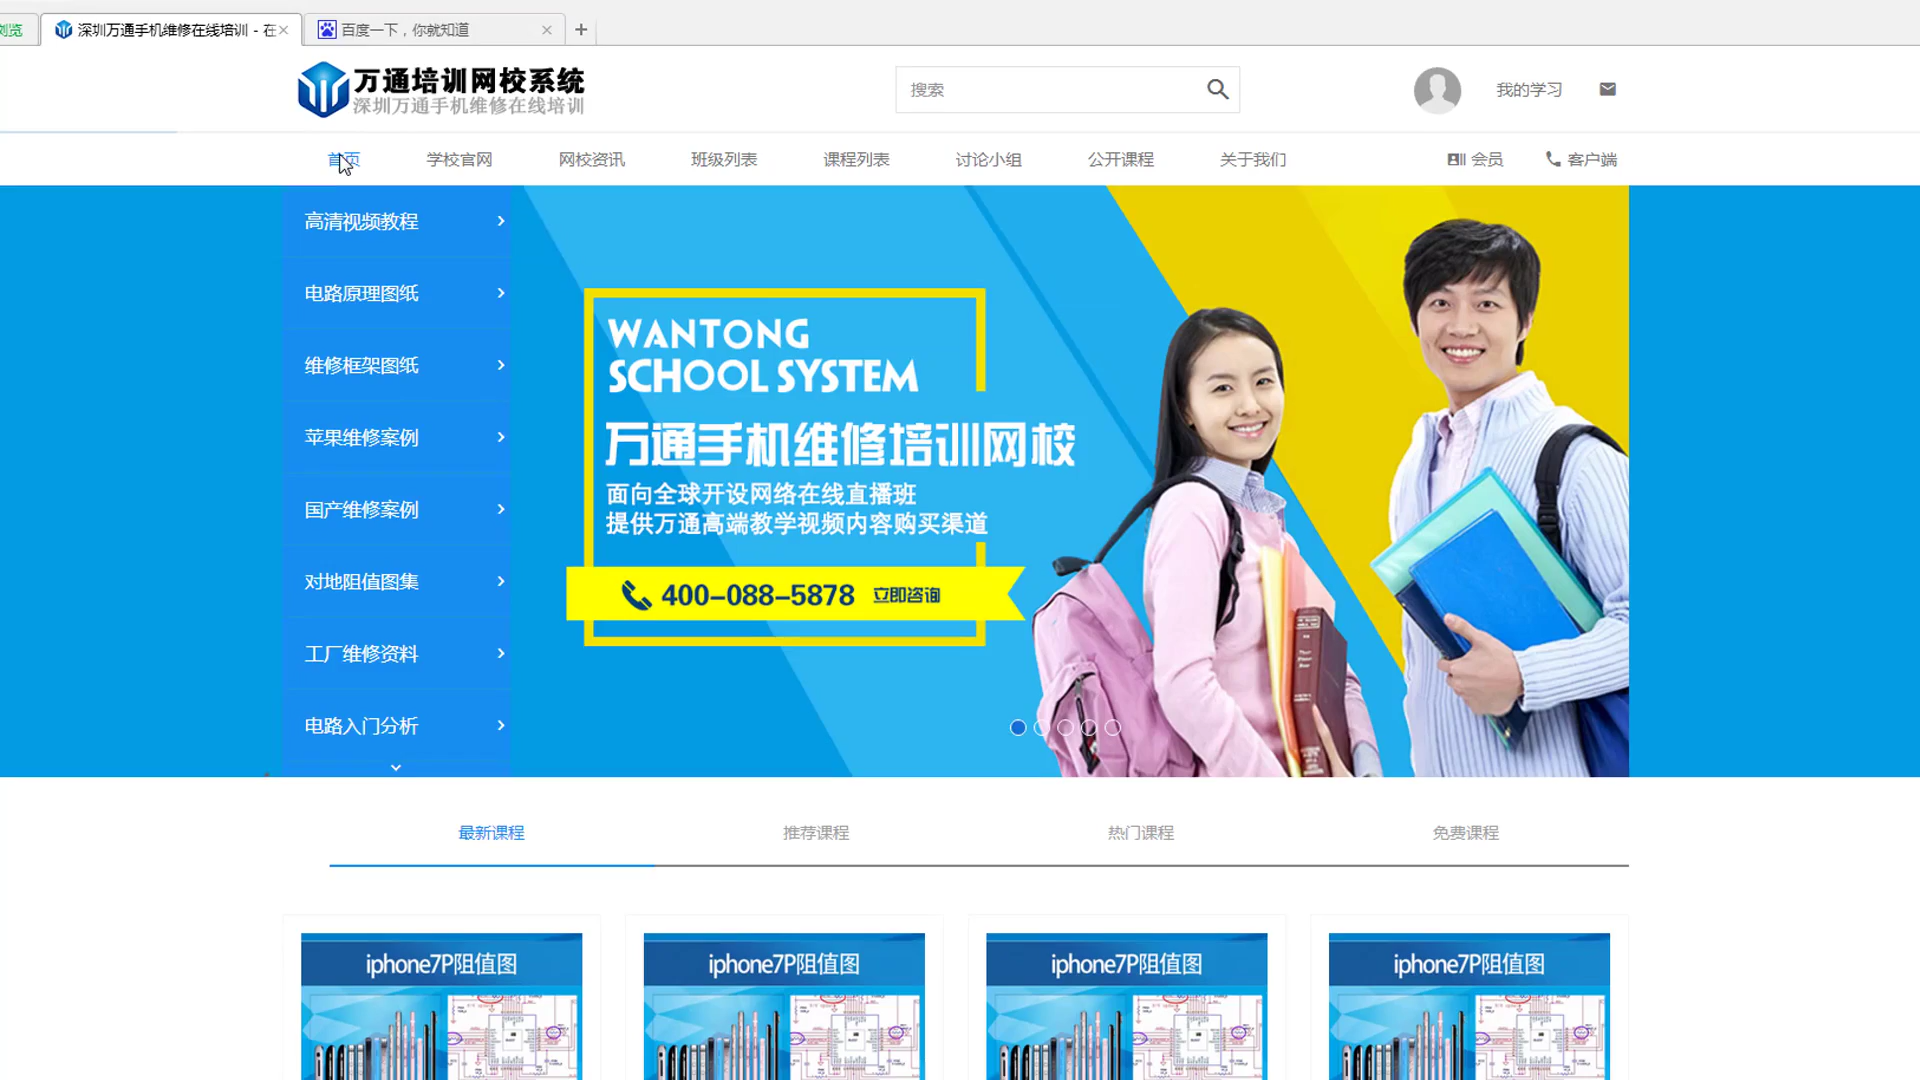 浏览
深圳万通手机维修在线培训 - 在
百度一下，你就知道
万通培训网校系统
深圳万通手机维修在线培训
搜索
我的学习
首页
学校官网
网校资讯
班级列表
课程列表
讨论小组
公开课程
关于我们
会员
客户端
高清视频教程
电路原理图纸
维修框架图纸
苹果维修案例
国产维修案例
对地阻值图集
工厂维修资料
电路入门分析
WANTONG
SCHOOL SYSTEM
万通手机维修培训网校
面向全球开设网络在线直播班
提供万通高端教学视频内容购买渠道
400-088-5878 立即咨询
最新课程
推荐课程
热门课程
免费课程
iphone7P阻值图
iphone7P阻值图
iphone7P阻值图
iphone7P阻值图